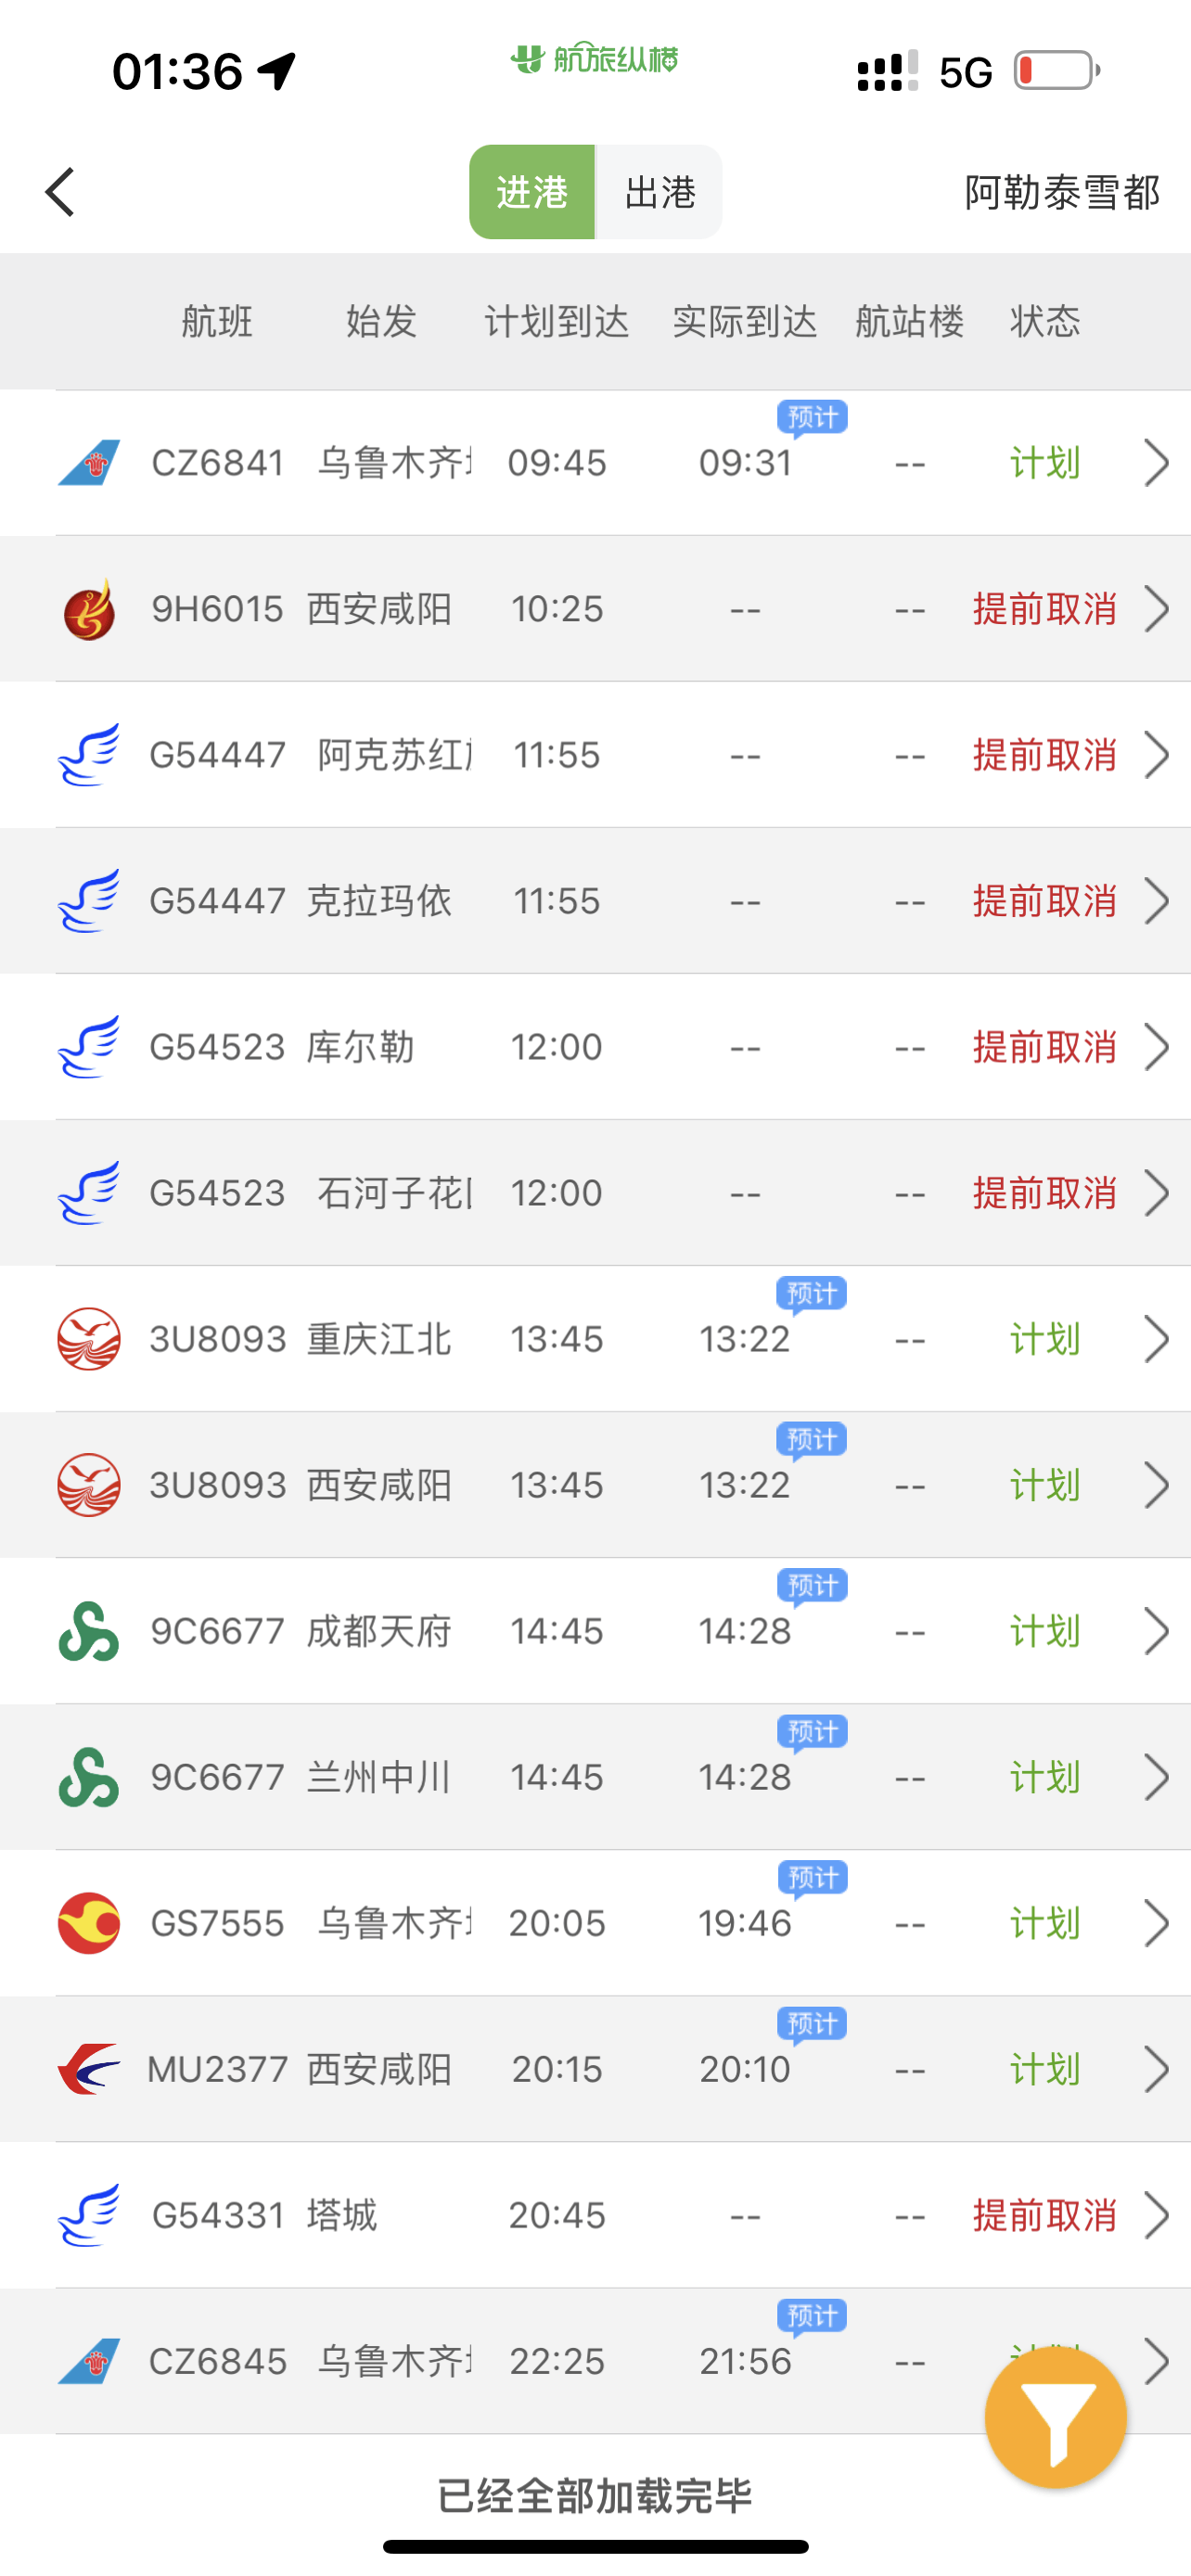 01:36 航旅纵横 5G
进港 出港 阿勒泰雪都
航班 始发 计划到达 实际到达 航站楼 状态
预计
CZ6841 乌鲁木齐 09:45 09:31 -- 计划
9H6015 西安咸阳 10:25 -- -- 提前取消
G54447 阿克苏红 11:55 -- -- 提前取消
G54447 克拉玛依 11:55 -- -- 提前取消
G54523 库尔勒 12:00 -- -- 提前取消
G54523 石河子花 12:00 -- -- 提前取消
预计
3U8093 重庆江北 13:45 13:22 -- 计划
预计
3U8093 西安咸阳 13:45 13:22 -- 计划
预计
9C6677 成都天府 14:45 14:28 -- 计划
预计
9C6677 兰州中川 14:45 14:28 -- 计划
预计
GS7555 乌鲁木齐 20:05 19:46 -- 计划
预计
MU2377 西安咸阳 20:15 20:10 -- 计划
G54331 塔城 20:45 -- -- 提前取消
预计
CZ6845 乌鲁木齐 22:25 21:56 --
已经全部加载完毕